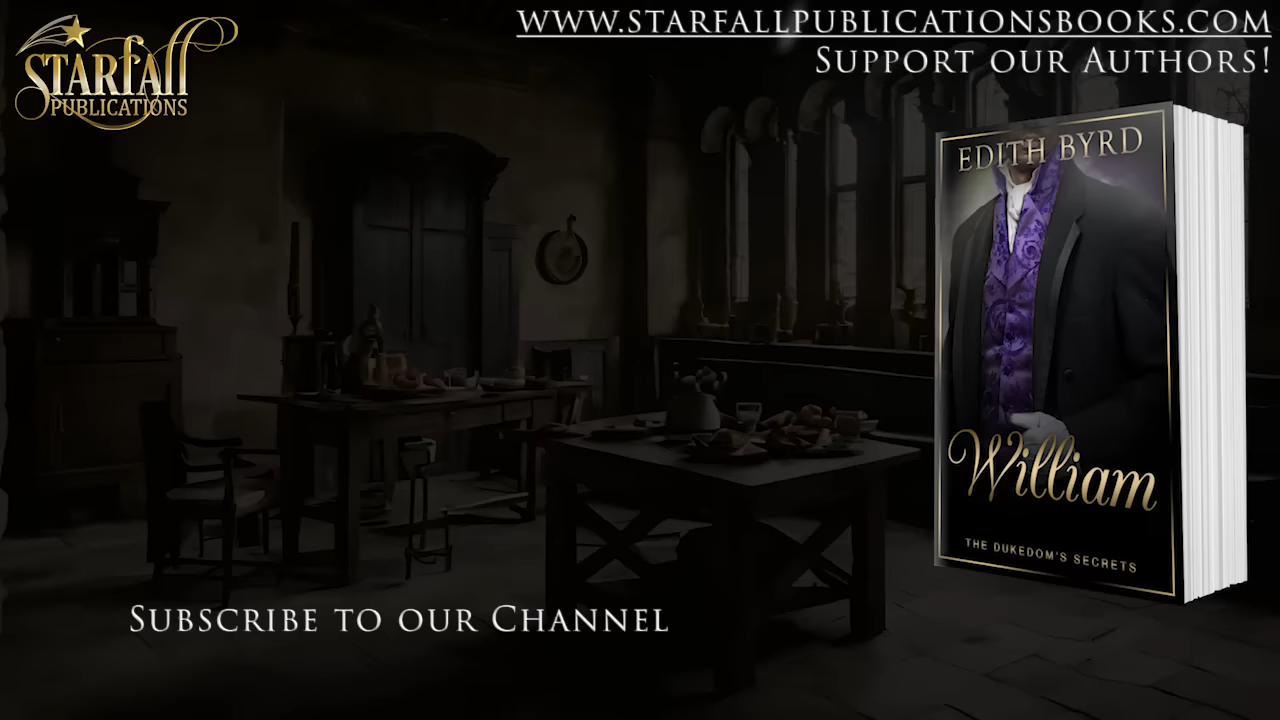 STARfall
PUBLICATIONS
WWW.STARFALLPUBLICATIONSBOOKS.COM
SUPPORT OUR AUTHORS!
EDITH BYRD
William
THE DUKEDOM'S SECRETS
SUBSCRIBE TO OUR CHANNEL